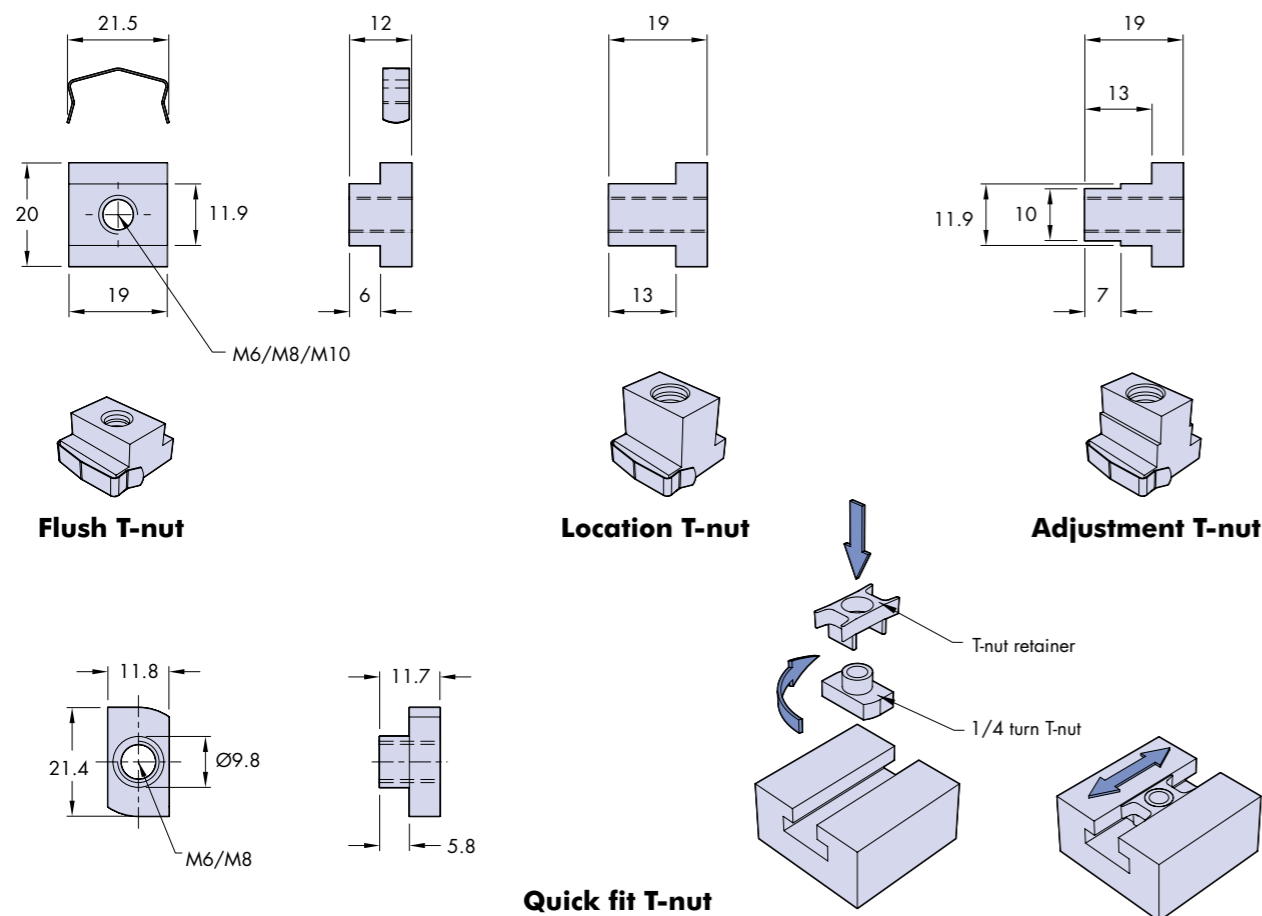 21.5
12
19
19
13
20
11.9
11.9
10
19
6
13
7
M6/M8/M10
Flush T-nut
Location T-nut
Adjustment T-nut
T-nut retainer
1/4 turn T-nut
11.8
11.7
21.4
Ø9.8
M6/M8
5.8
Quick fit T-nut